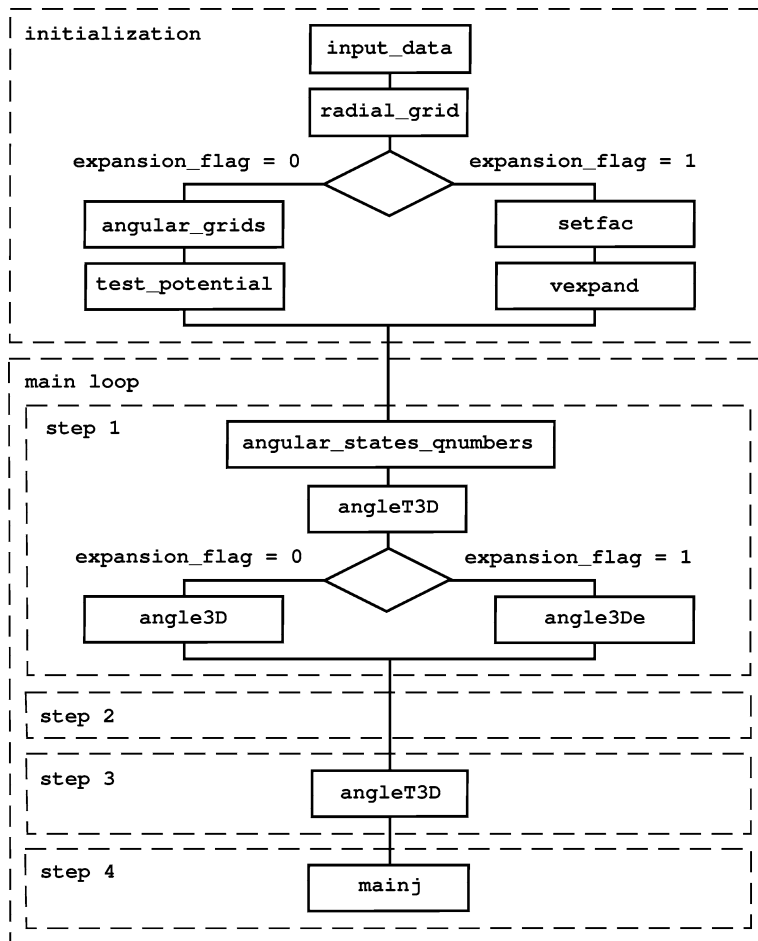 initialization
input_data
radial_grid
expansion_flag = 0
expansion_flag = 1
angular_grids
setfac
test_potential
vexpand
main loop
step 1
angular_states_qnumbers
angleT3D
expansion_flag = 0
expansion_flag = 1
angle3D
angle3De
step 2
step 3
angleT3D
step 4
mainj